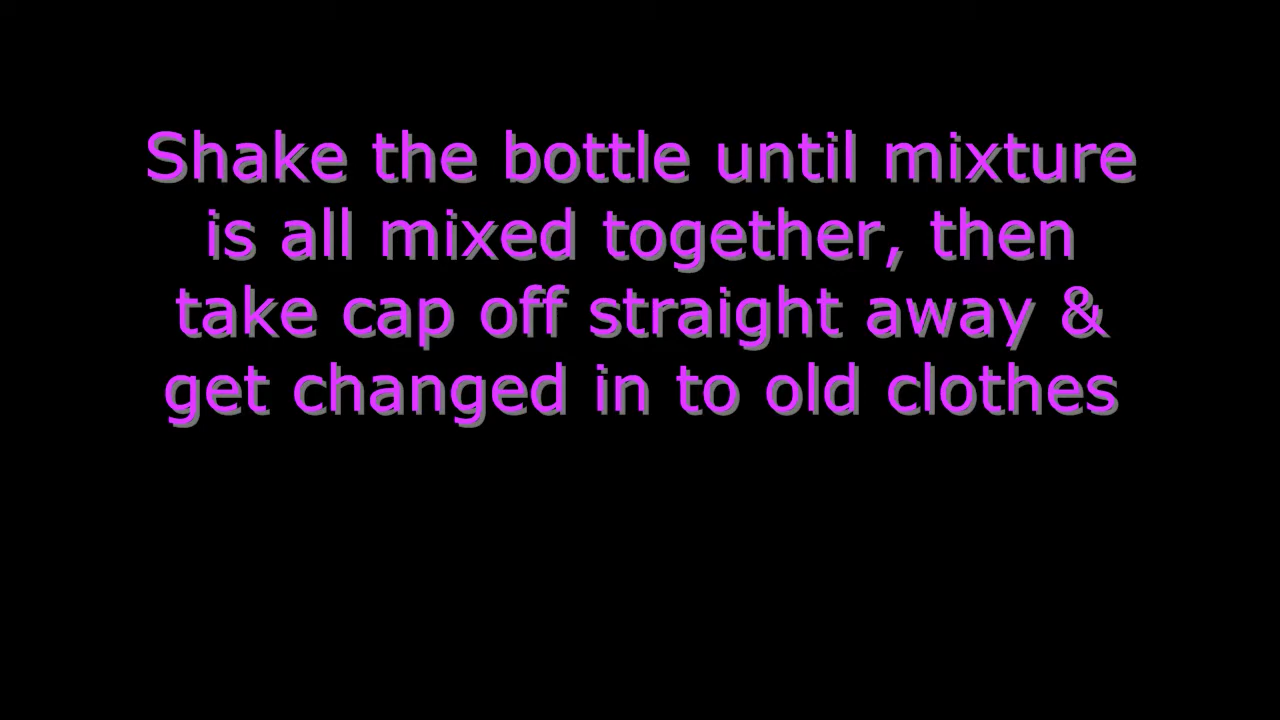 Shake the bottle until mixture
is all mixed together, then
take cap off straight away &
get changed in to old clothes